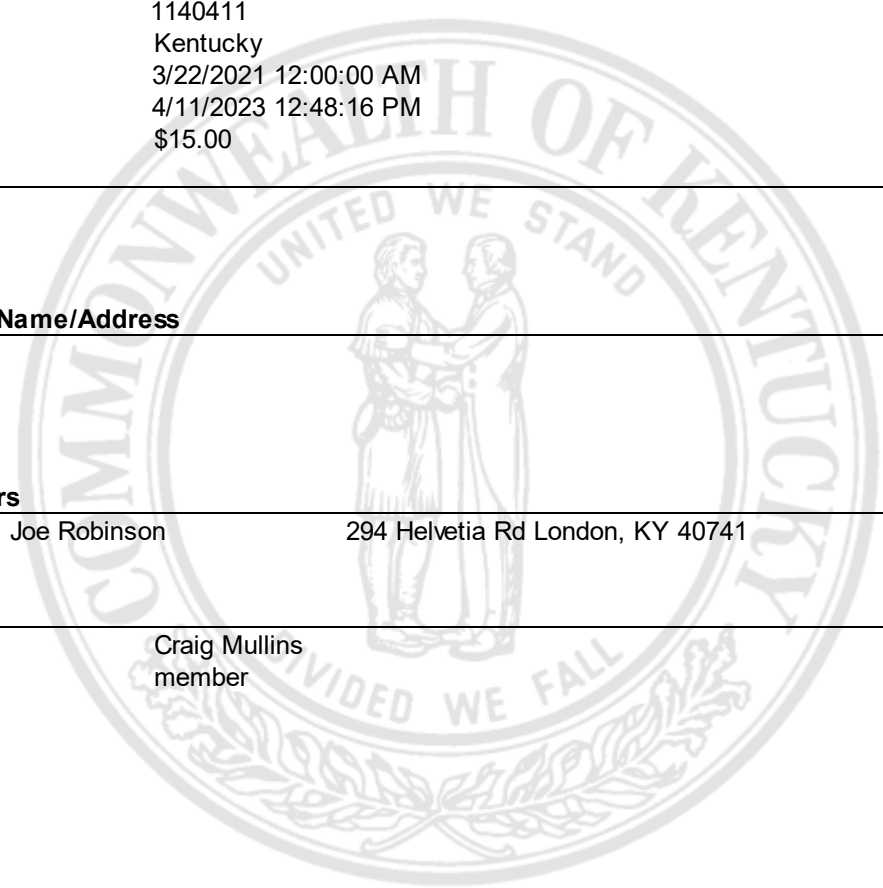 1140411
Kentucky
3/22/2021 12:00:00 AM
4/11/2023 12:48:16 PM
$15.00
COMMONWEALTH OF KENTUCKY
UNITED WE STAND
Name/Address
rs
Joe Robinson 294 Helvetia Rd London, KY 40741
Craig Mullins
member
DIVIDED WE FALL